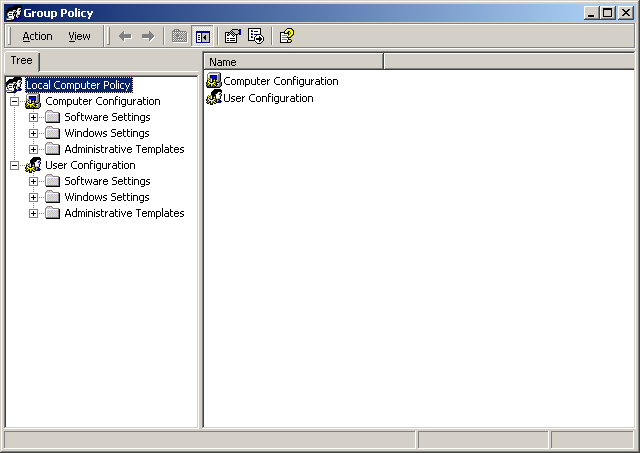 Group Policy
Action View
Tree
Local Computer Policy
Computer Configuration
Software Settings
Windows Settings
Administrative Templates
User Configuration
Software Settings
Windows Settings
Administrative Templates
Name
Computer Configuration
User Configuration